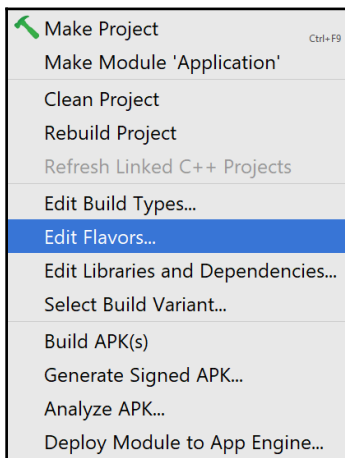 Make Project Ctrl+F9
Make Module 'Application'
Clean Project
Rebuild Project
Refresh Linked C++ Projects
Edit Build Types...
Edit Flavors...
Edit Libraries and Dependencies...
Select Build Variant...
Build APK(s)
Generate Signed APK...
Analyze APK...
Deploy Module to App Engine...